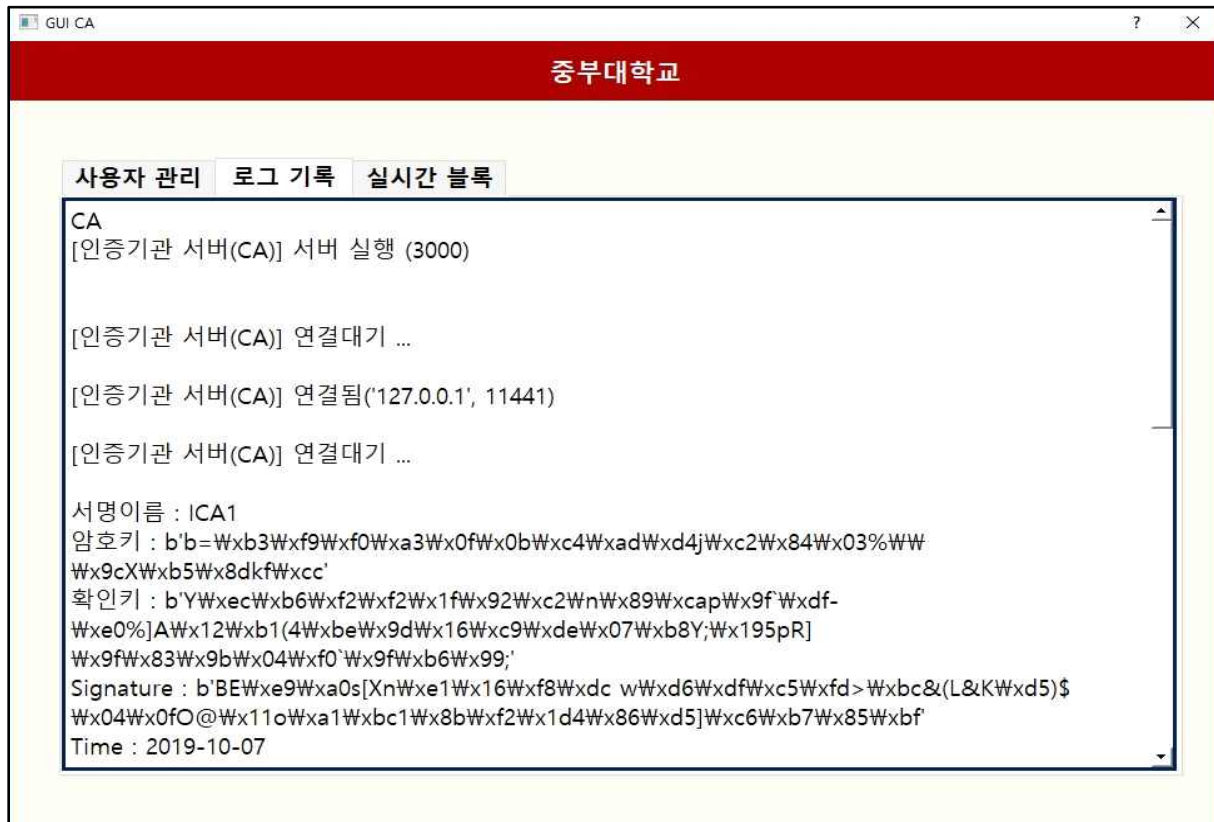 GUI CA
?
중부대학교
사용자 관리 로그 기록 실시간 블록
CA
[인증기관 서버(CA)] 서버 실행 (3000)
[인증기관 서버(CA)] 연결대기 ...
[인증기관 서버(CA)] 연결됨('127.0.0.1', 11441)
[인증기관 서버(CA)] 연결대기 ...
서명이름 : ICA1
암호키 : b'b=₩xb3₩xf9₩xf0₩xa3₩x0f₩x0b₩xc4₩xad₩xd4j₩xc2₩x84₩x03%₩₩
₩x9cX₩xb5₩x8dkf₩xcc'
확인키 : b'Y₩xec₩xb6₩xf2₩xf2₩x1f₩x92₩xc2₩n₩x89₩xcap₩x9f`₩xdf-
₩xe0%]A₩x12₩xb1(4₩xbe₩x9d₩x16₩xc9₩xde₩x07₩xb8Y;₩x195pR]
₩x9f₩x83₩x9b₩x04₩xf0`₩x9f₩xb6₩x99;'
Signature : b'BE₩xe9₩xa0s[Xn₩xe1₩x16₩xf8₩xdc w₩xd6₩xdf₩xc5₩xfd>₩xbc&(L&K₩xd5)$
₩x04₩x0fO@₩x11o₩xa1₩xbc1₩x8b₩xf2₩x1d4₩x86₩xd5]₩xc6₩xb7₩x85₩xbf'
Time : 2019-10-07